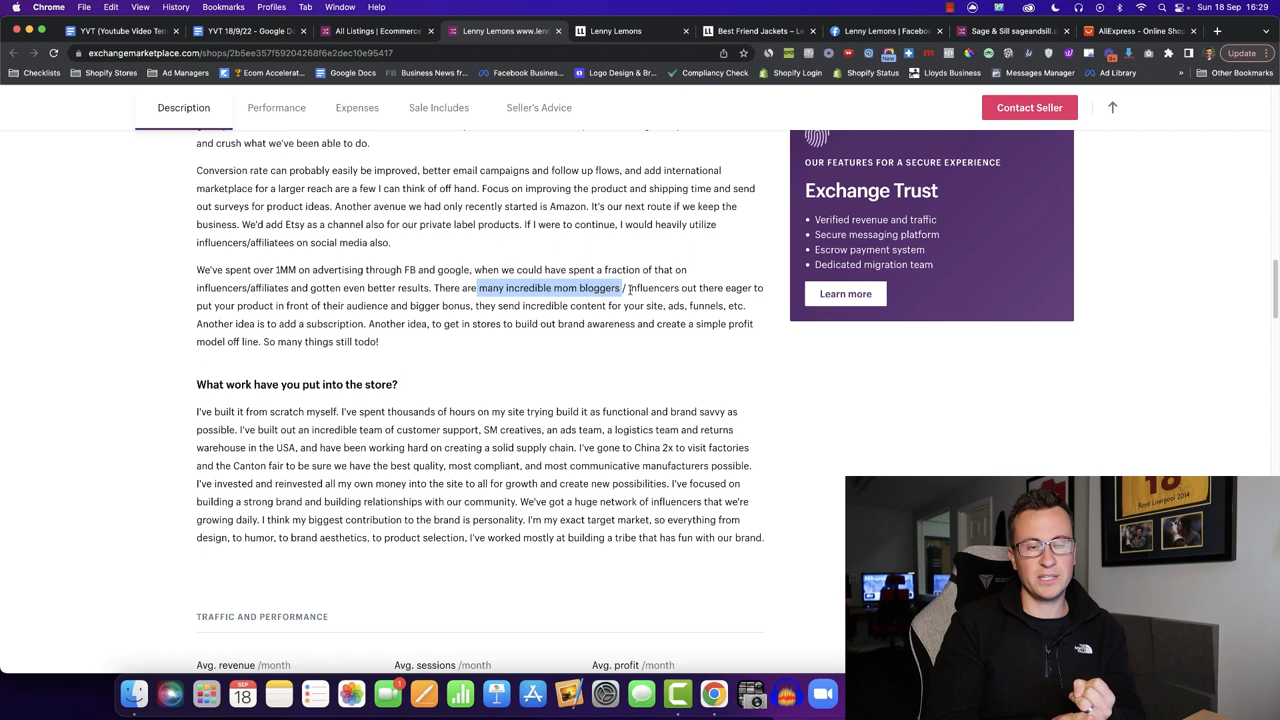 Chrome File Edit View History Bookmarks Profiles Tab Window Help
Sun 18 Sep 16:29
YVT (Youtube Video Tem
YVT 18/9/22 - Google D
All Listings | Ecommerc
Lenny Lemons www.lenn
Lenny Lemons
Best Friend Jackets – Le
Lenny Lemons | Faceboo
Sage & Sill sageandsill.c
AliExpress - Online Shop
exchangemarketplace.com/shops/2b5ee357f59204f6e2dec10e95417
New
Update
Checklists
Shopify Stores
Ad Managers
Ecom Accelerat...
Google Docs
Business News fr...
Facebook Busines...
Logo Design & Br...
Compliancy Check
Shopify Login
Shopify Status
Lloyds Business
Messages Manager
Ad Library
»
Other Bookmarks
Description
Performance
Expenses
Sale Includes
Seller's Advice
Contact Seller
and crush what we've been able to do.
Conversion rate can probably easily be improved, better email campaigns and follow up flows, and add international
marketplace for a larger reach are a few I can think of off hand. Focus on improving the product and shipping time and send
out surveys for product ideas. Another avenue we had only recently started is Amazon. It's our next route if we keep the
business. We'd add Etsy as a channel also for our private label products. If I were to continue, I would heavily utilize
influencers/affiliatees on social media also.
We've spent over 1MM on advertising through FB and google, when we could have spent a fraction of that on
influencers/affiliates and gotten even better results. There are many incredible mom bloggers / influencers out there eager to
put your product in front of their audience and bigger bonus, they send incredible content for your site, ads, funnels, etc.
Another idea is to add a subscription. Another idea, to get in stores to build out brand awareness and create a simple profit
model off line. So many things still todo!
What work have you put into the store?
I've built it from scratch myself. I've spent thousands of hours on my site trying build it as functional and brand savvy as
possible. I've built out an incredible team of customer support, SM creatives, an ads team, a logistics team and returns
warehouse in the USA, and have been working hard on creating a solid supply chain. I've gone to China 2x to visit factories
and the Canton fair to be sure we have the best quality, most compliant, and most communicative manufacturers possible.
I've invested and reinvested all my own money into the site to all for growth and create new possibilities. I've focused on
building a strong brand and building relationships with our community. We've got a huge network of influencers that we're
growing daily. I think my biggest contribution to the brand is personality. I'm my exact target market, so everything from
design, to humor, to brand aesthetics, to product selection, I've worked mostly at building a tribe that has fun with our brand.
TRAFFIC AND PERFORMANCE
Avg. revenue /month
Avg. sessions /month
Avg. profit /month
OUR FEATURES FOR A SECURE EXPERIENCE
Exchange Trust
Verified revenue and traffic
Secure messaging platform
Escrow payment system
Dedicated migration team
Learn more
18
Royal Liverpool 2014
SEP
18
1